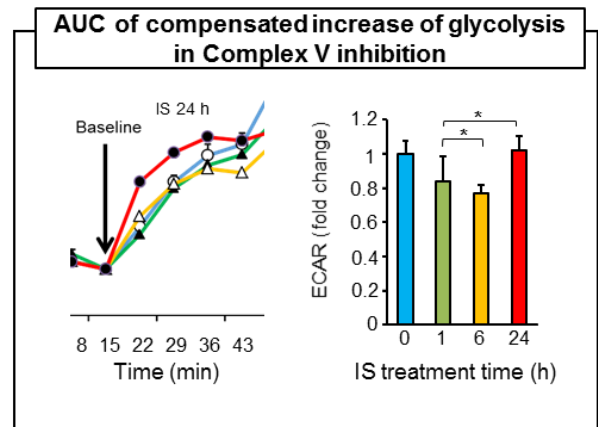 AUC of compensated increase of glycolysis
in Complex V inhibition
IS 24 h
Baseline
8 15 22 29 36 43
Time (min)
ECAR (fold change)
1.2
1
0.8
0.6
0.4
0.2
0
*
*
0 1 6 24
IS treatment time (h)